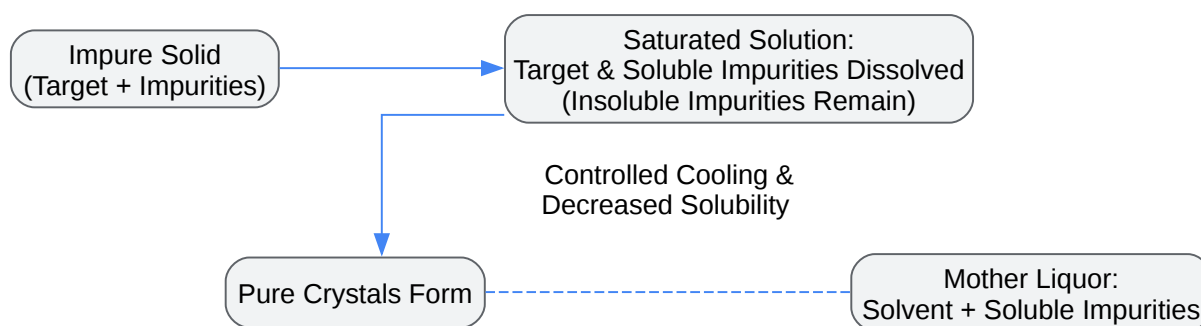 Impure Solid
(Target + Impurities)
Saturated Solution:
Target & Soluble Impurities Dissolved
(Insoluble Impurities Remain)
Controlled Cooling &
Decreased Solubility
Pure Crystals Form
Mother Liquor:
Solvent + Soluble Impurities